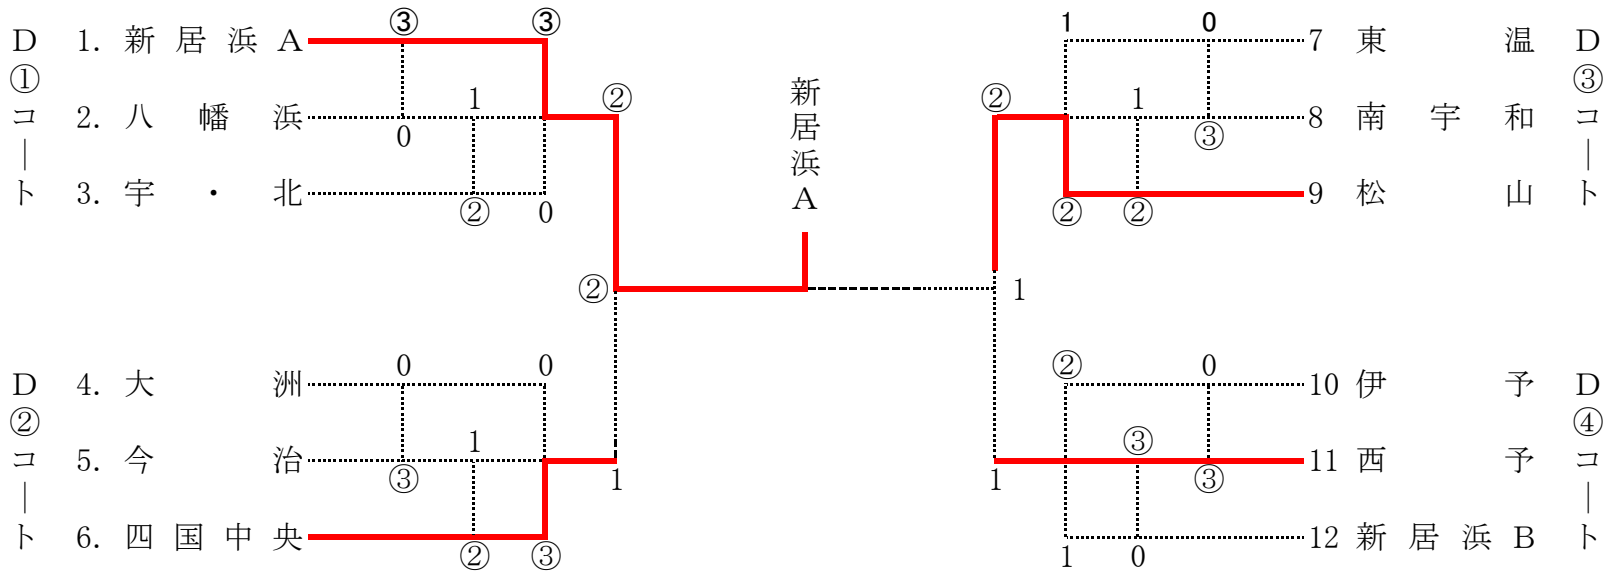 ③ ③ 1 0
D①コート 1. 新居浜A 7 東温 D③コート
② 新居浜A ②
1 1
2. 八幡浜 8 南宇和
0 ③
3. 宇・北 9 松山
② 0 ② ②
② 1
0 0 ② 0
D②コート 4. 大洲 10 伊予 D④コート
1 ③
5. 今治 11 西予
③ 1 1 ③
6. 四国中央 12 新居浜B
② ③ 1 0